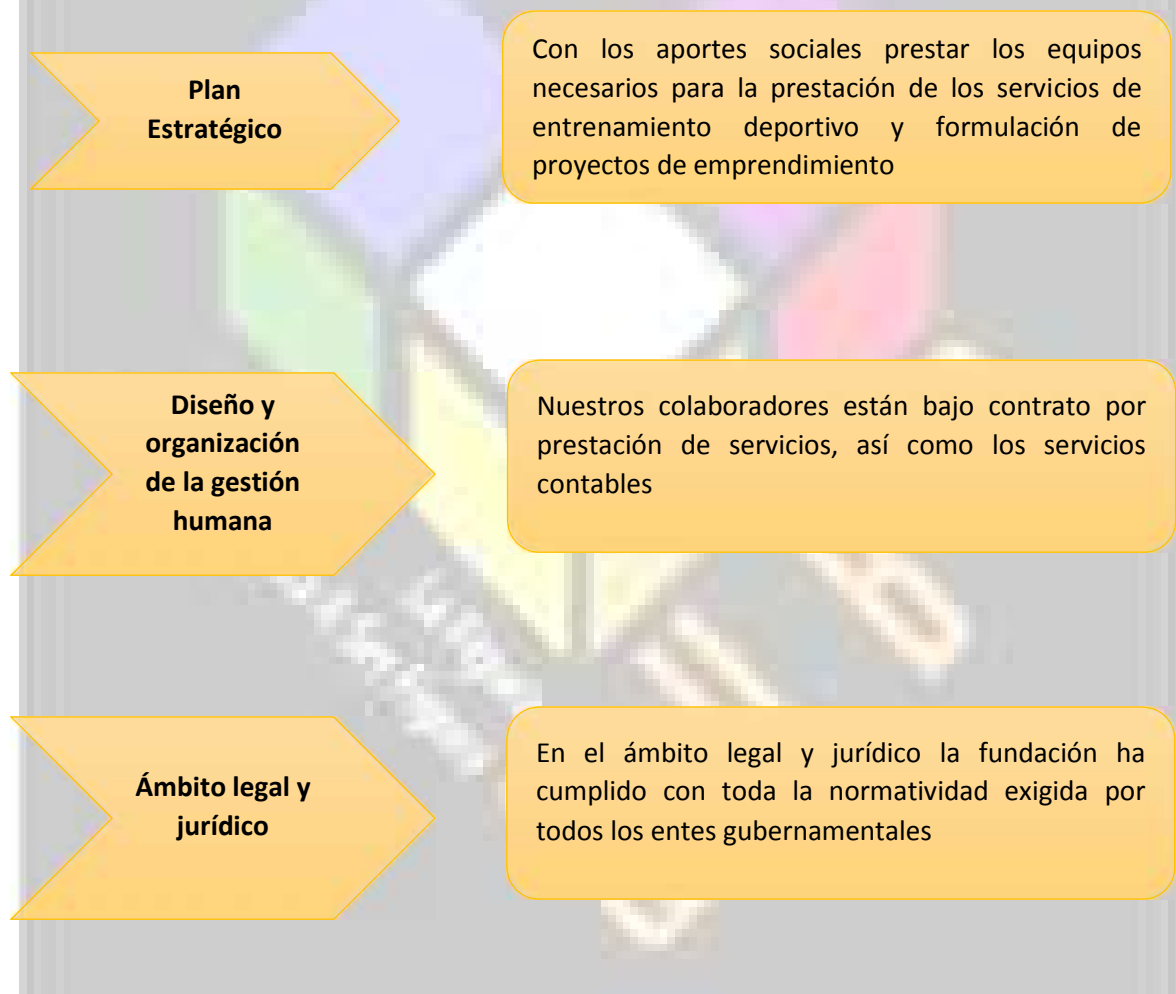 Plan
Estratégico
Con los aportes sociales prestar los equipos
necesarios para la prestación de los servicios de
entrenamiento deportivo y formulación de
proyectos de emprendimiento
Diseño y
organización
de la gestión
humana
Nuestros colaboradores están bajo contrato por
prestación de servicios, así como los servicios
contables
Ámbito legal y
jurídico
En el ámbito legal y jurídico la fundación ha
cumplido con toda la normatividad exigida por
todos los entes gubernamentales